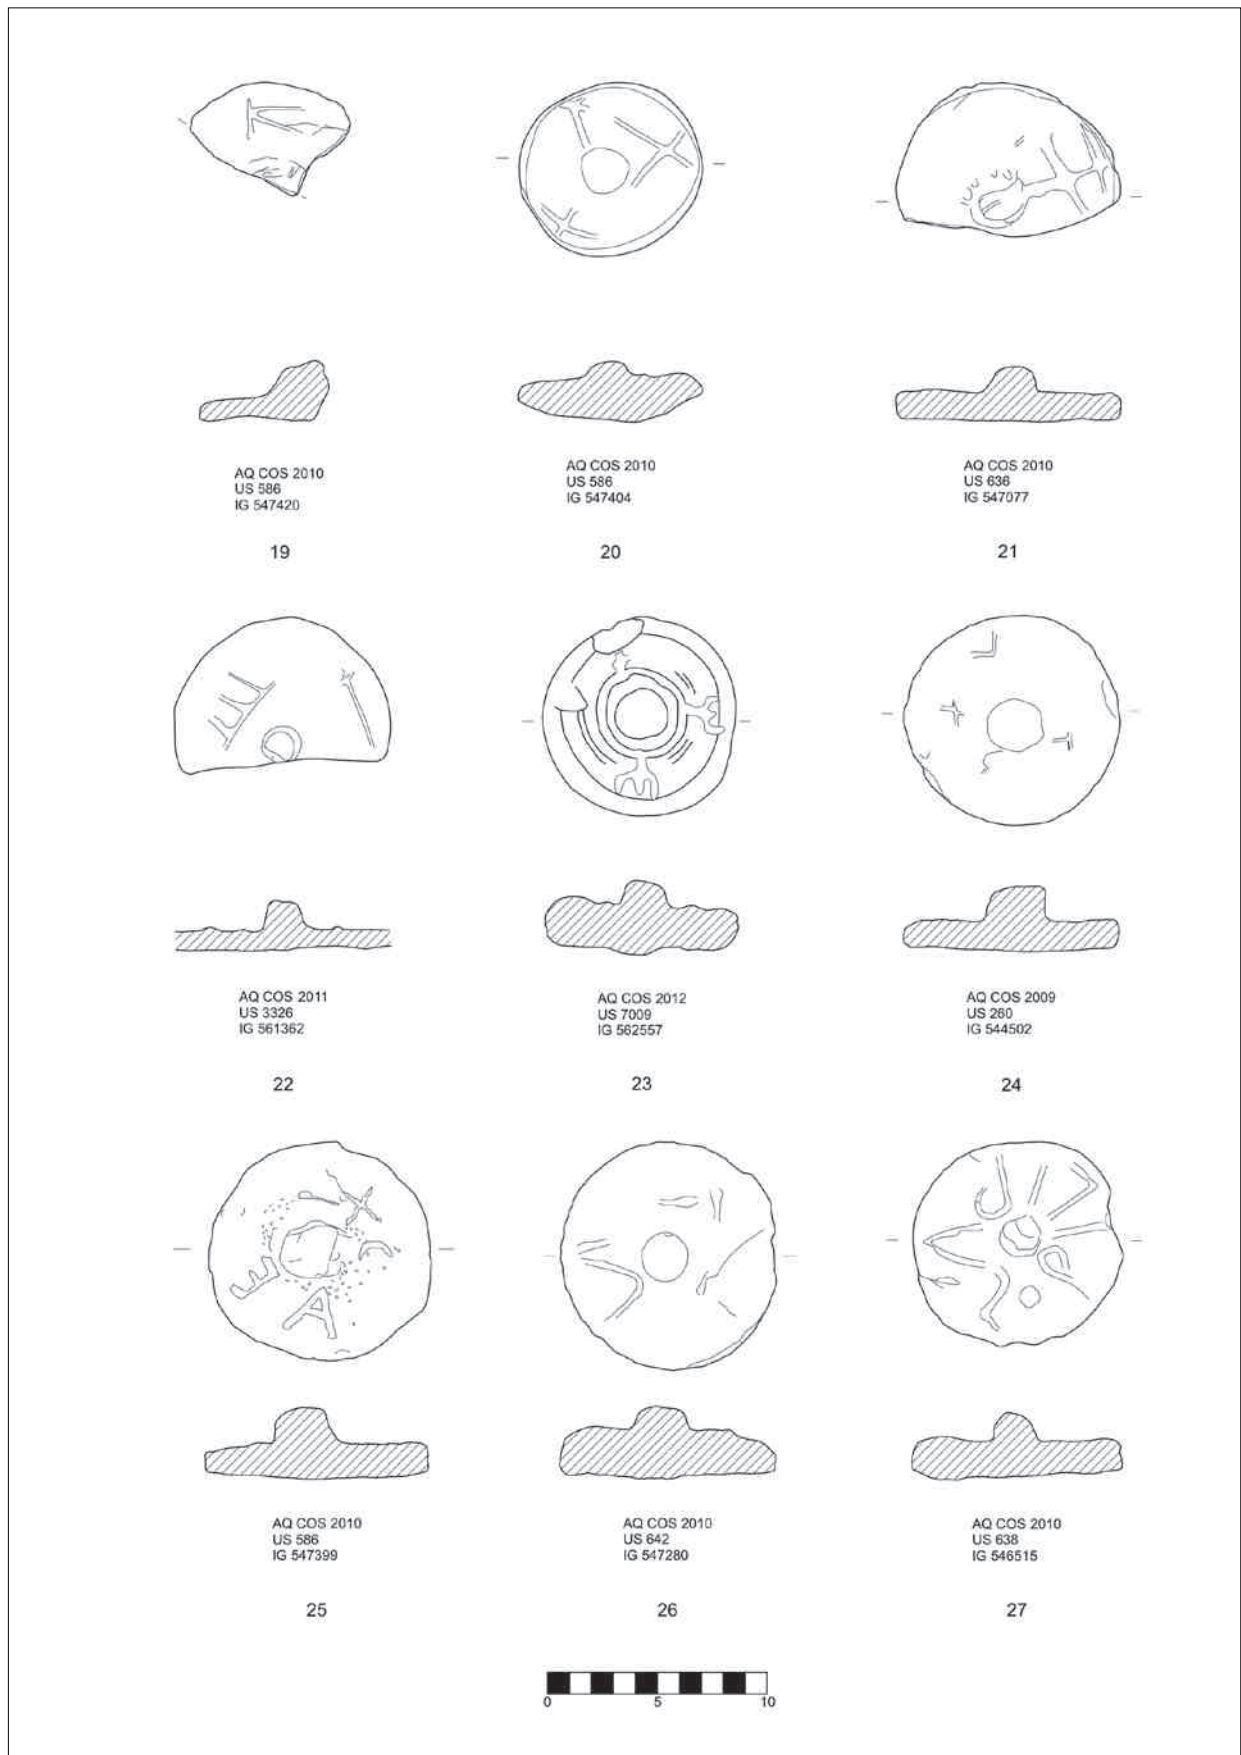 AQ COS 2010
US 586
IG 547420
19
AQ COS 2010
US 586
IG 547404
20
AQ COS 2010
US 636
IG 547077
21
AQ COS 2011
US 3326
IG 561362
22
AQ COS 2012
US 7009
IG 562557
23
AQ COS 2009
US 260
IG 544502
24
AQ COS 2010
US 586
IG 547399
25
AQ COS 2010
US 642
IG 547280
26
AQ COS 2010
US 638
IG 546515
27
0 5 10